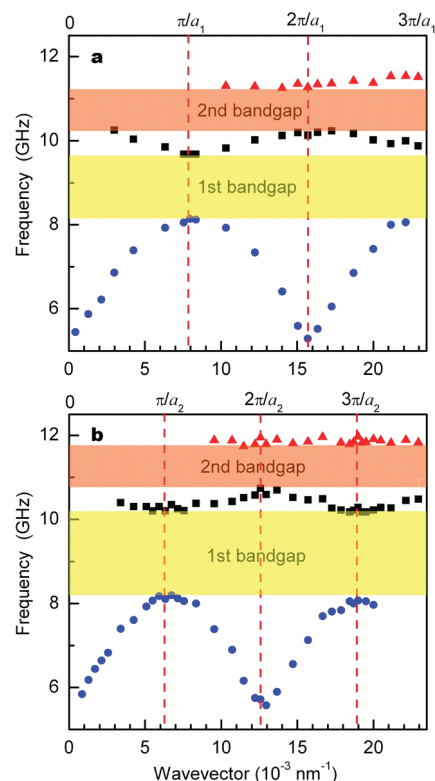 0 π/a₁ 2π/a₁ 3π/a₁
a
12
2nd bandgap
10
1st bandgap
8
6
Frequency (GHz)
0 5 10 15 20
0 π/a₂ 2π/a₂ 3π/a₂
b
12
2nd bandgap
10
1st bandgap
8
6
Frequency (GHz)
0 5 10 15 20
Wavevector (10⁻³ nm⁻¹)